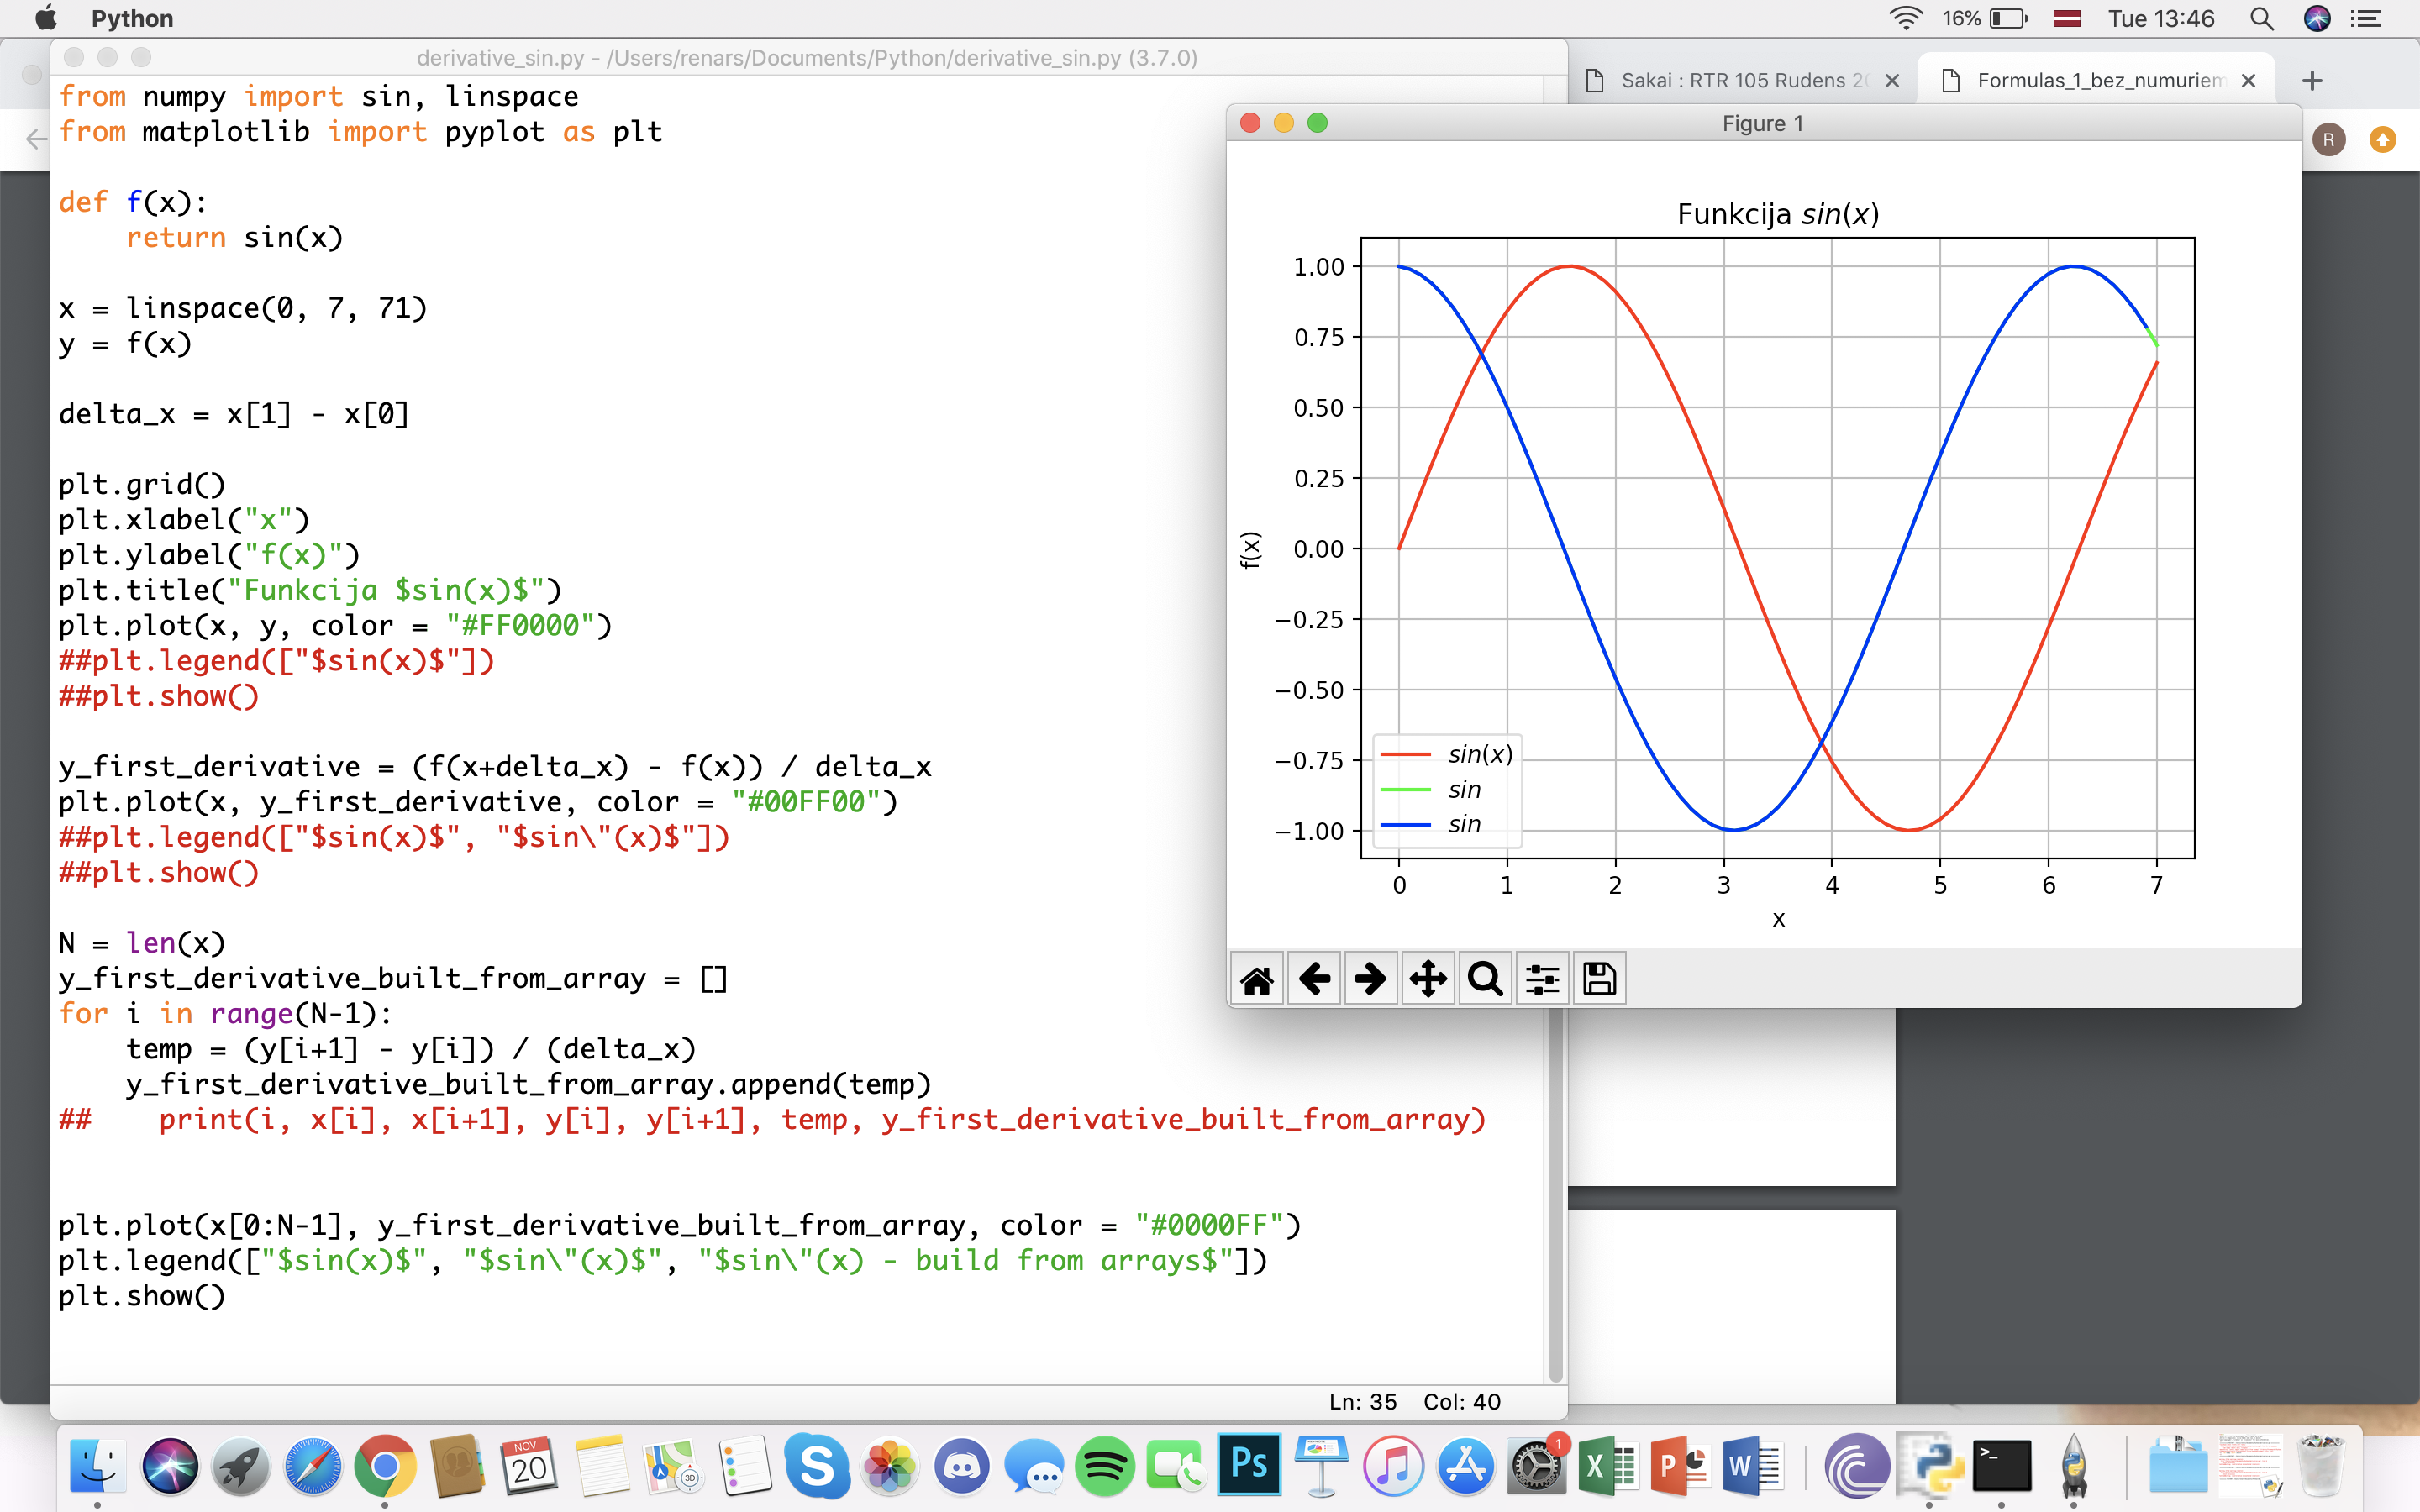 Python
16%
Tue 13:46
derivative_sin.py - /Users/renars/Documents/Python/derivative_sin.py (3.7.0)
Sakai : RTR 105 Rudens
Formulas_1_bez_numuriem
R
from numpy import sin, linspace
from matplotlib import pyplot as plt
def f(x):
    return sin(x)
x = linspace(0, 7, 71)
y = f(x)
delta_x = x[1] - x[0]
plt.grid()
plt.xlabel("x")
plt.ylabel("f(x)")
plt.title("Funkcija $sin(x)$")
plt.plot(x, y, color = "#FF0000")
##plt.legend(["$sin(x)$"])
##plt.show()
y_first_derivative = (f(x+delta_x) - f(x)) / delta_x
plt.plot(x, y_first_derivative, color = "#00FF00")
##plt.legend(["$sin(x)$", "$sin\"(x)$"])
##plt.show()
N = len(x)
y_first_derivative_built_from_array = []
for i in range(N-1):
    temp = (y[i+1] - y[i]) / (delta_x)
    y_first_derivative_built_from_array.append(temp)
##    print(i, x[i], x[i+1], y[i], y[i+1], temp, y_first_derivative_built_from_array)
plt.plot(x[0:N-1], y_first_derivative_built_from_array, color = "#0000FF")
plt.legend(["$sin(x)$", "$sin\"(x)$", "$sin\"(x) - build from arrays$"])
plt.show()
Ln: 35 Col: 40
Figure 1
Funkcija sin(x)
1.00
0.75
0.50
0.25
0.00
−0.25
−0.50
−0.75
−1.00
f(x)
sin(x)
sin
sin
0 1 2 3 4 5 6 7
x
NOV
20
3D
S
Ps
1
X
P
W
>_